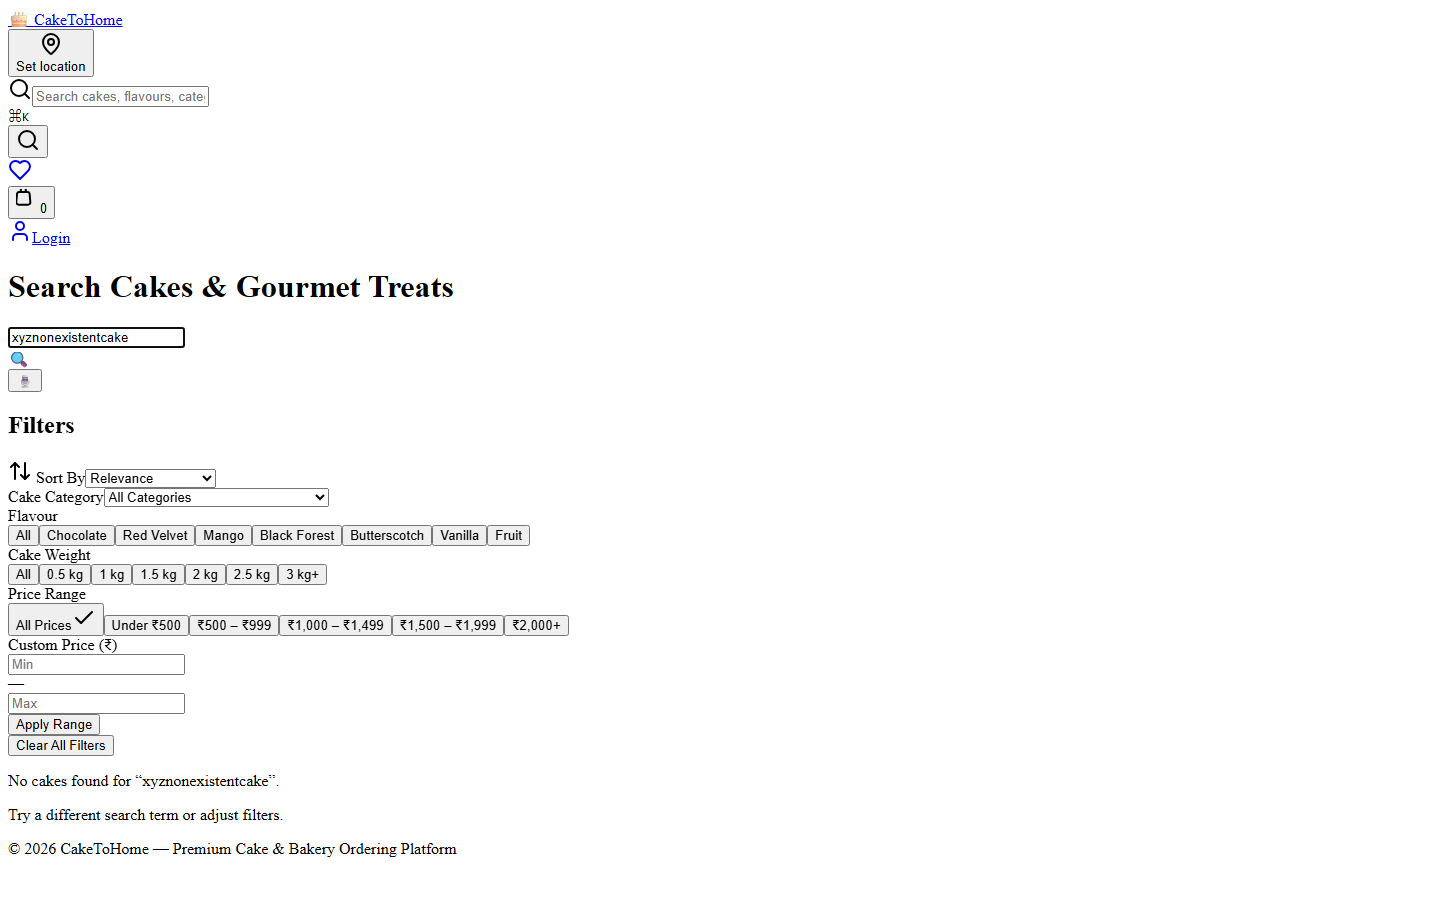 CakeToHome
Set location
Search cakes, flavours, cate
⌘K
0
Login
Search Cakes & Gourmet Treats
xyznonexistentcake
Filters
Sort By Relevance
Cake Category All Categories
Flavour
All Chocolate Red Velvet Mango Black Forest Butterscotch Vanilla Fruit
Cake Weight
All 0.5 kg 1 kg 1.5 kg 2 kg 2.5 kg 3 kg+
Price Range
All Prices Under ₹500 ₹500 – ₹999 ₹1,000 – ₹1,499 ₹1,500 – ₹1,999 ₹2,000+
Custom Price (₹)
Min
—
Max
Apply Range
Clear All Filters
No cakes found for “xyznonexistentcake”.
Try a different search term or adjust filters.
© 2026 CakeToHome — Premium Cake & Bakery Ordering Platform